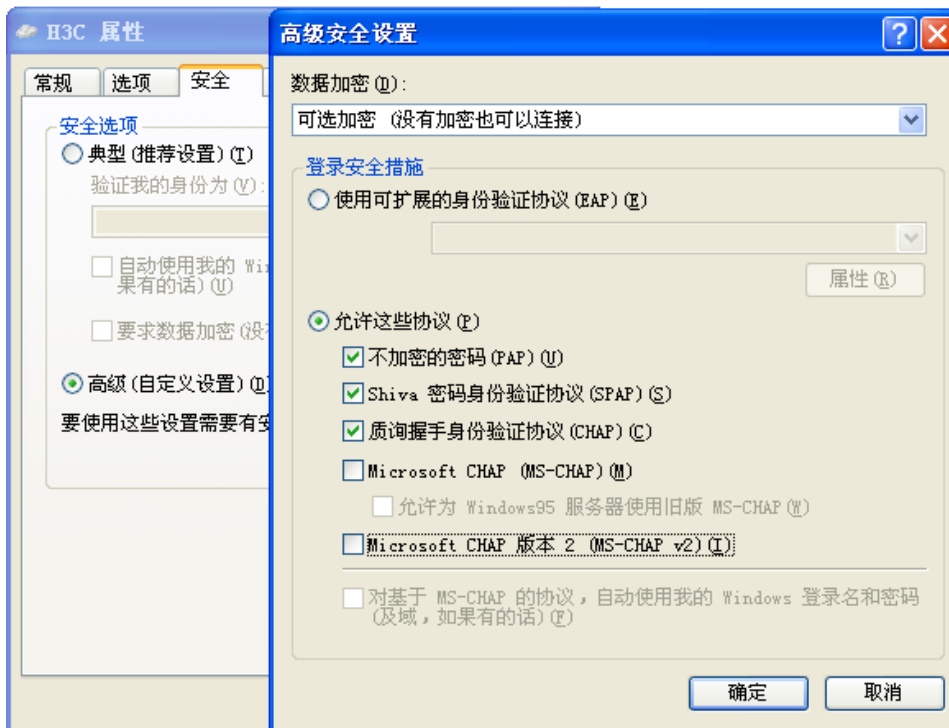 H3C 属性
常规
选项
安全
安全选项
典型(推荐设置)(T)
验证我的身份为(V):
自动使用我的 Win
果有的话)(U)
要求数据加密(没
高级(自定义设置)(D
要使用这些设置需要有安
高级安全设置
数据加密(D):
可选加密 (没有加密也可以连接)
登录安全措施
使用可扩展的身份验证协议(EAP)(E)
属性(R)
允许这些协议(P)
不加密的密码(PAP)(U)
Shiva 密码身份验证协议(SPAP)(S)
质询握手身份验证协议(CHAP)(C)
Microsoft CHAP (MS-CHAP)(M)
允许为 Windows95 服务器使用旧版 MS-CHAP(W)
Microsoft CHAP 版本 2 (MS-CHAP v2)(I)
对基于 MS-CHAP 的协议，自动使用我的 Windows 登录名和密码
(及域，如果有的话)(F)
确定
取消